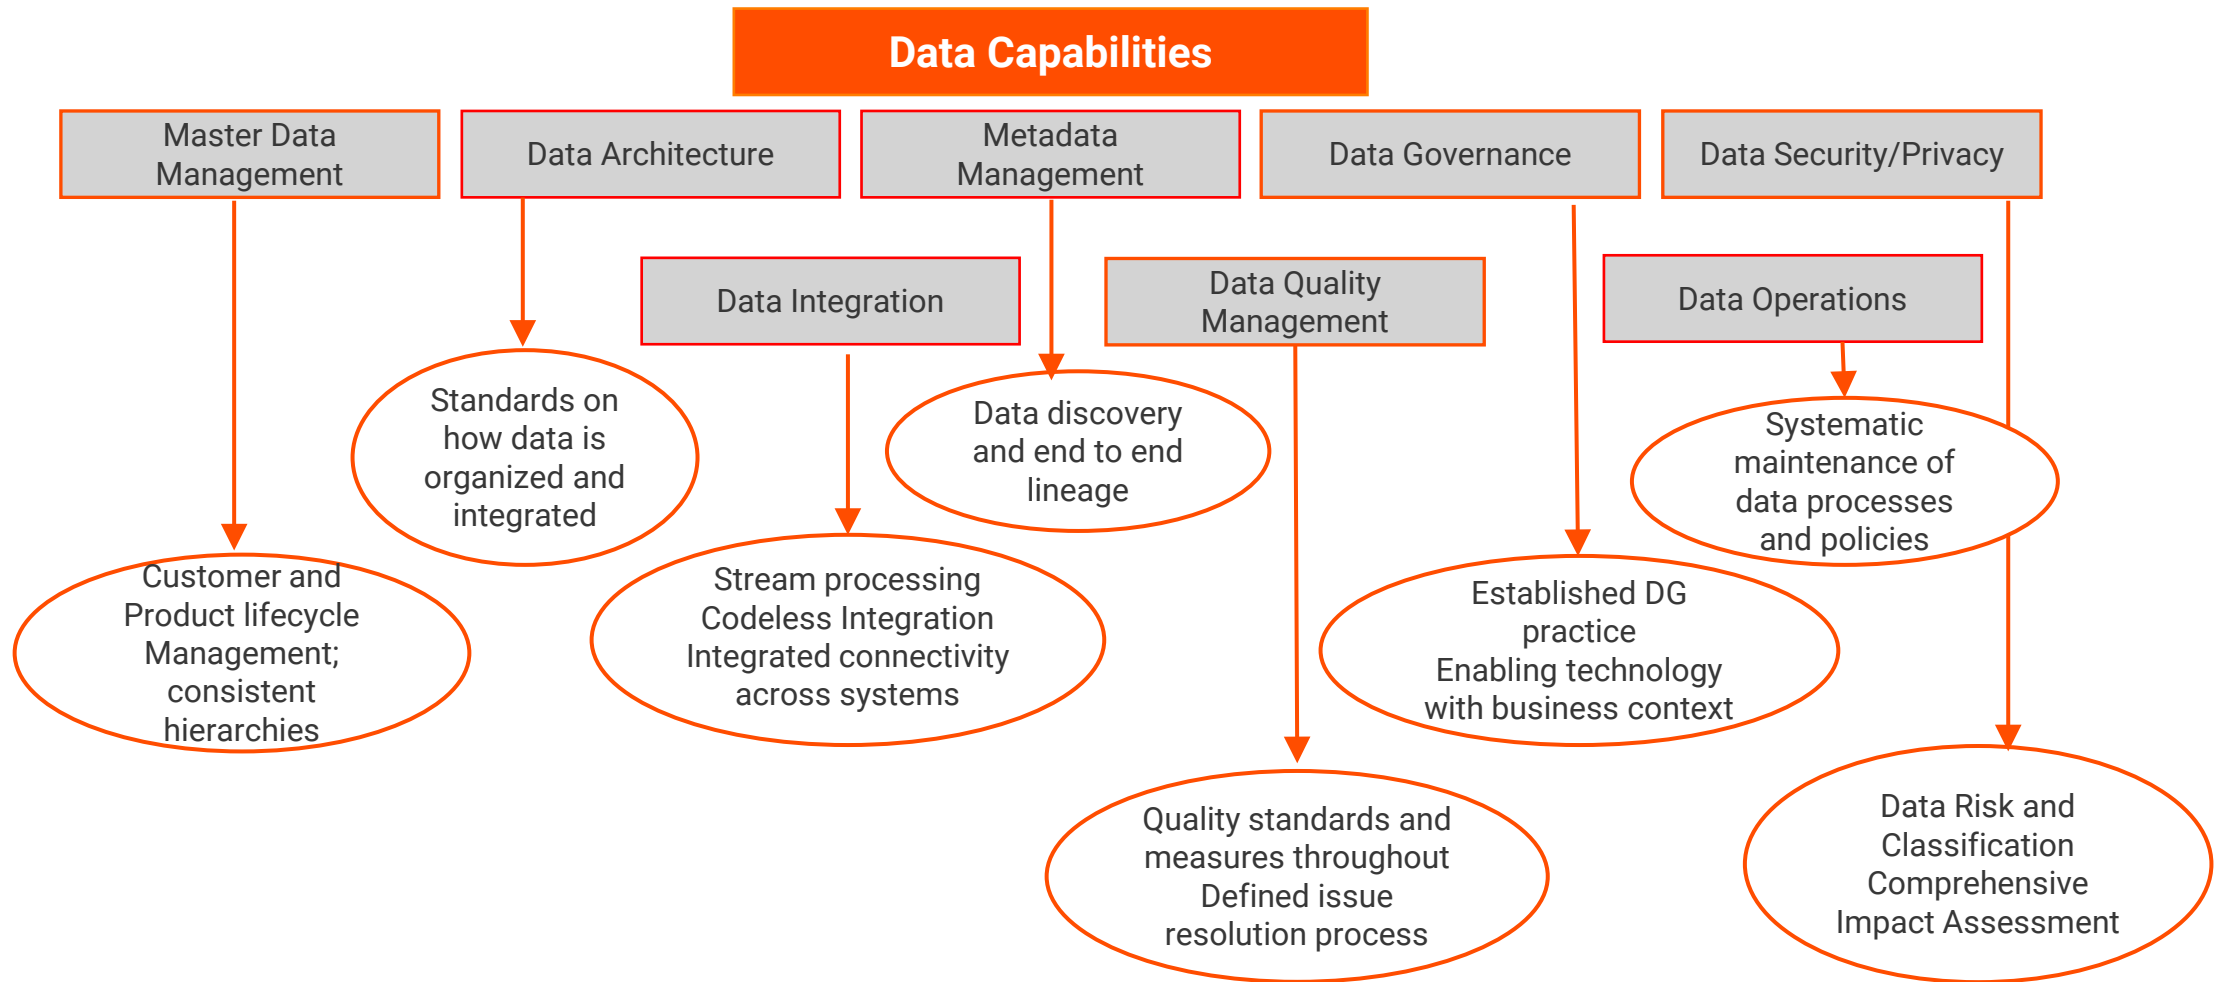 Data Capabilities
Master Data
Management
Data Architecture
Metadata
Management
Data Governance
Data Security/Privacy
Data Integration
Data Quality
Management
Data Operations
Standards on
how data is
organized and
integrated
Data discovery
and end to end
lineage
Systematic
maintenance of
data processes
and policies
Customer and
Product lifecycle
Management;
consistent
hierarchies
Stream processing
Codeless Integration
Integrated connectivity
across systems
Established DG
practice
Enabling technology
with business context
Quality standards and
measures throughout
Defined issue
resolution process
Data Risk and
Classification
Comprehensive
Impact Assessment